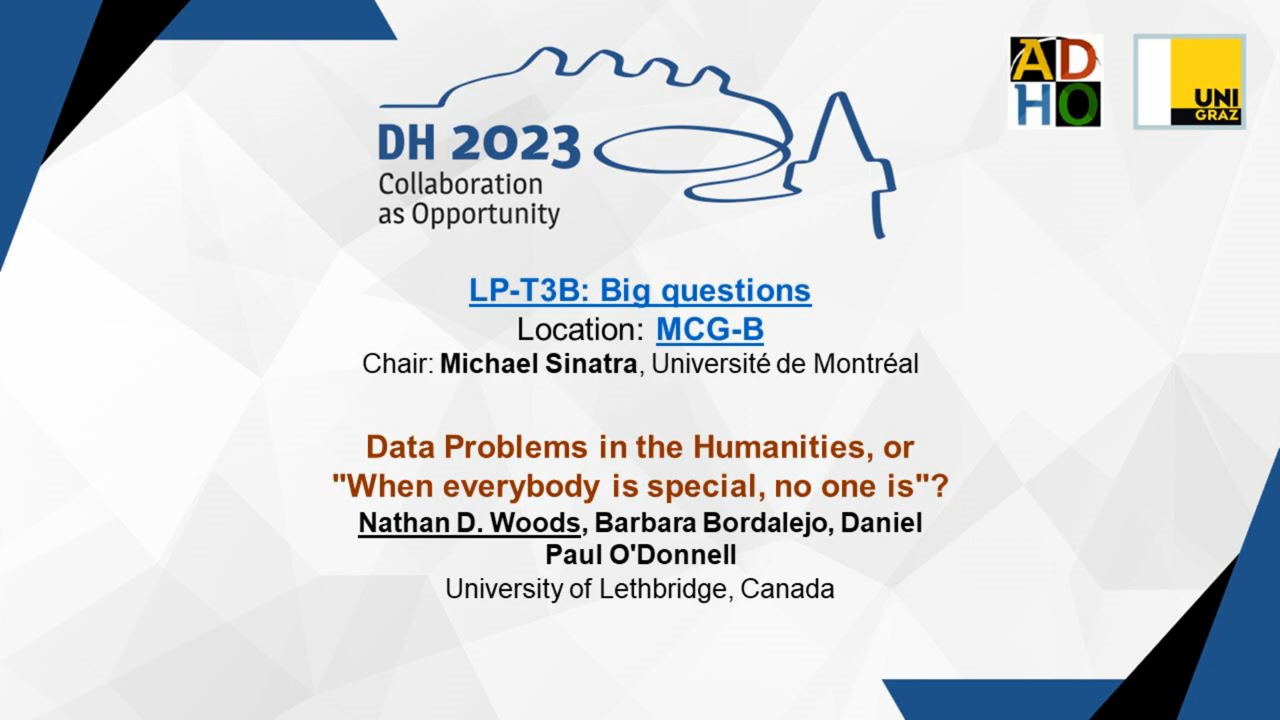 AD
HO
UNI
GRAZ
DH 2023
Collaboration
as Opportunity
LP-T3B: Big questions
Location: MCG-B
Chair: Michael Sinatra, Université de Montréal
Data Problems in the Humanities, or
"When everybody is special, no one is"?
Nathan D. Woods, Barbara Bordalejo, Daniel
Paul O'Donnell
University of Lethbridge, Canada